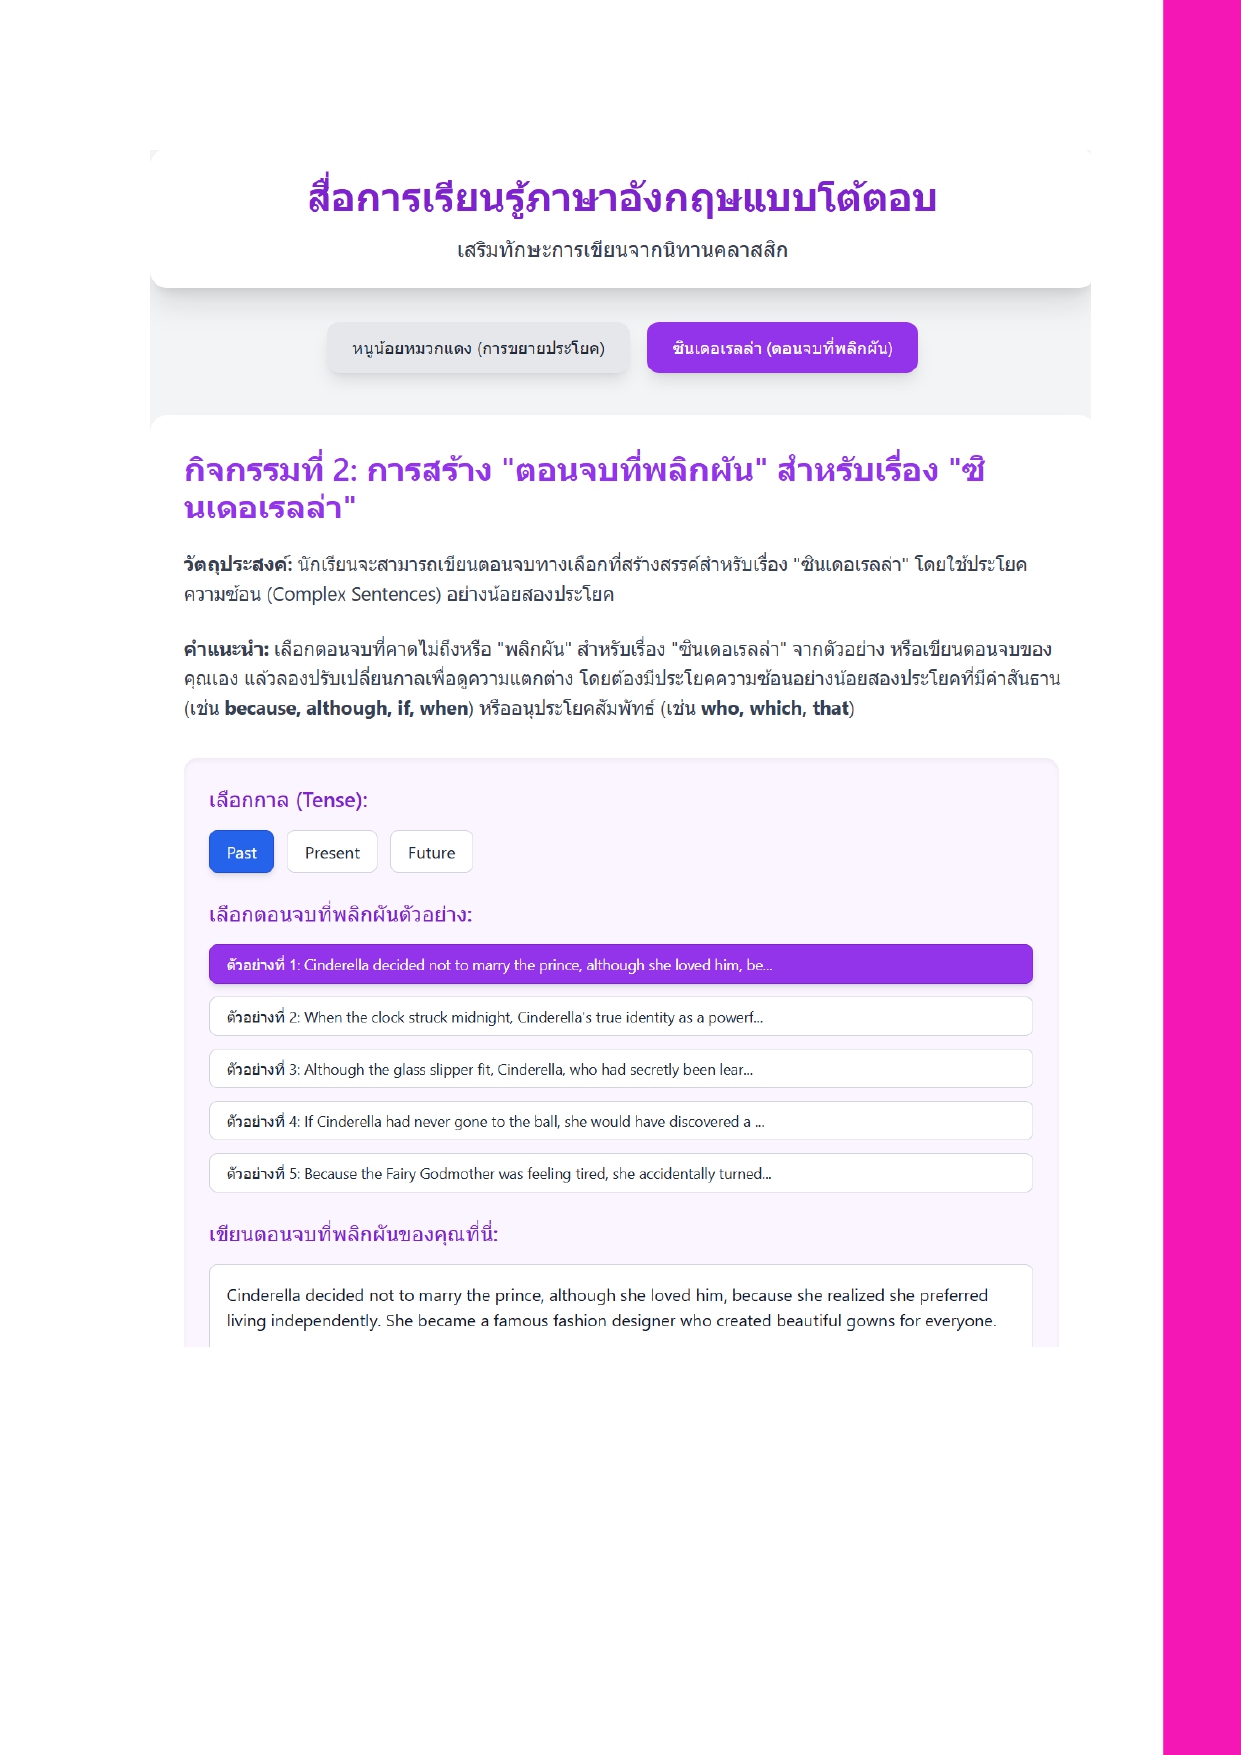 สื่อการเรียนรู้ภาษาอังกฤษแบบโต้ตอบ
เสริมทักษะการเขียนจากนิทานคลาสสิก
หนูน้อยหมวกแดง (การขยายประโยค)
ซินเดอเรลล่า (ตอนจบที่พลิกผัน)
กิจกรรมที่ 2: การสร้าง "ตอนจบที่พลิกผัน" สำหรับเรื่อง "ซิ
นเดอเรลล่า"
วัตถุประสงค์: นักเรียนจะสามารถเขียนตอนจบทางเลือกที่สร้างสรรค์สำหรับเรื่อง "ซินเดอเรลล่า" โดยใช้ประโยค
ความซ้อน (Complex Sentences) อย่างน้อยสองประโยค
คำแนะนำ: เลือกตอนจบที่คาดไม่ถึงหรือ "พลิกผัน" สำหรับเรื่อง "ซินเดอเรลล่า" จากตัวอย่าง หรือเขียนตอนจบของ
คุณเอง แล้วลองปรับเปลี่ยนกาลเพื่อดูความแตกต่าง โดยต้องมีประโยคความซ้อนอย่างน้อยสองประโยคที่มีคำสันธาน
(เช่น because, although, if, when) หรืออนุประโยคสัมพัทธ์ (เช่น who, which, that)
เลือกกาล (Tense):
Past
Present
Future
เลือกตอนจบที่พลิกผันตัวอย่าง:
ตัวอย่างที่ 1: Cinderella decided not to marry the prince, although she loved him, be...
ตัวอย่างที่ 2: When the clock struck midnight, Cinderella's true identity as a powerf...
ตัวอย่างที่ 3: Although the glass slipper fit, Cinderella, who had secretly been lear...
ตัวอย่างที่ 4: If Cinderella had never gone to the ball, she would have discovered a ...
ตัวอย่างที่ 5: Because the Fairy Godmother was feeling tired, she accidentally turned...
เขียนตอนจบที่พลิกผันของคุณที่นี่:
Cinderella decided not to marry the prince, although she loved him, because she realized she preferred
living independently. She became a famous fashion designer who created beautiful gowns for everyone.